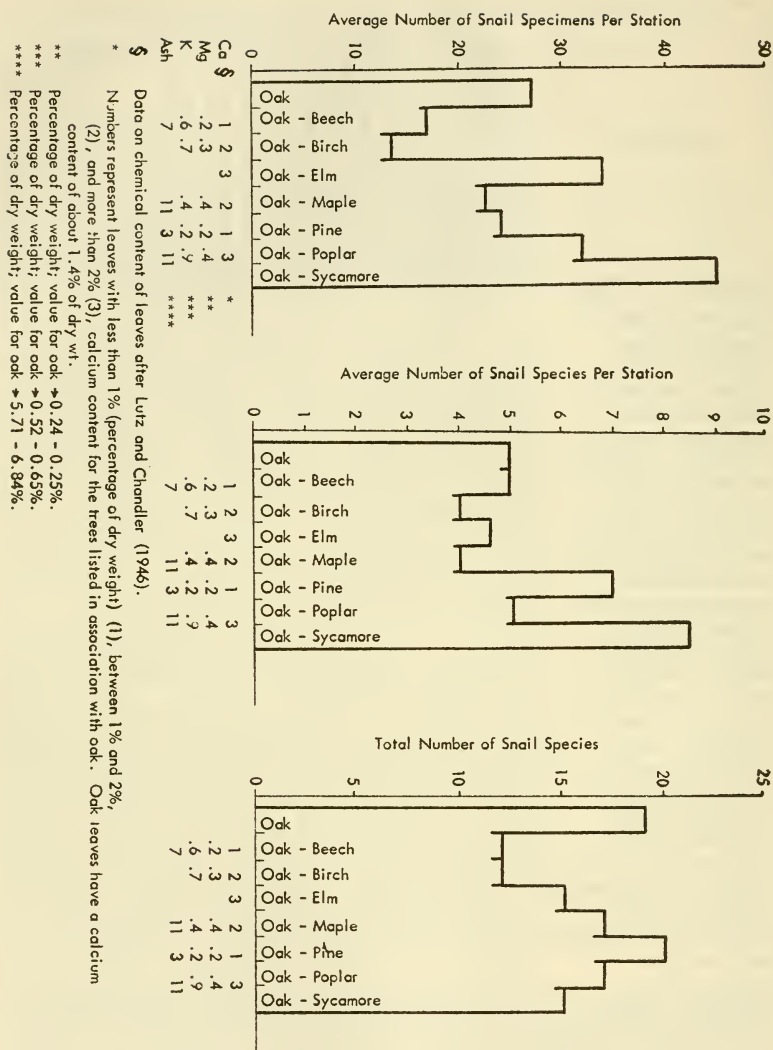 Average Number of Snail Specimens Per Station
0 10 20 30 40 50
Oak
Oak - Beech
Oak - Birch
Oak - Elm
Oak - Maple
Oak - Pine
Oak - Poplar
Oak - Sycamore
Ca § 1 2 3 2 1 3 *
Mg .2 .3 .4 .2 .4 **
K .6 .7 .4 .2 .9 ***
Ash 7 11 3 11 ****
Average Number of Snail Species Per Station
0 1 2 3 4 5 6 7 8 9 10
Oak
Oak - Beech
Oak - Birch
Oak - Elm
Oak - Maple
Oak - Pine
Oak - Poplar
Oak - Sycamore
1 2 3 2 1 3
.2 .3 .4 .2 .4
.6 .7 .4 .2 .9
7 11 3 11
Total Number of Snail Species
0 5 10 15 20 25
Oak
Oak - Beech
Oak - Birch
Oak - Elm
Oak - Maple
Oak - Pine
Oak - Poplar
Oak - Sycamore
1 2 3 2 1 3
.2 .3 .4 .2 .4
.6 .7 .4 .2 .9
7 11 3 11
§ Data on chemical content of leaves after Lutz and Chandler (1946).
* Numbers represent leaves with less than 1% (percentage of dry weight) (1), between 1% and 2%,
(2), and more than 2% (3), calcium content for the trees listed in association with oak. Oak leaves have a calcium
content of about 1.4% of dry wt.
** Percentage of dry weight; value for oak → 0.24 - 0.25%.
*** Percentage of dry weight; value for oak → 0.52 - 0.65%.
**** Percentage of dry weight; value for oak → 5.71 - 6.84%.